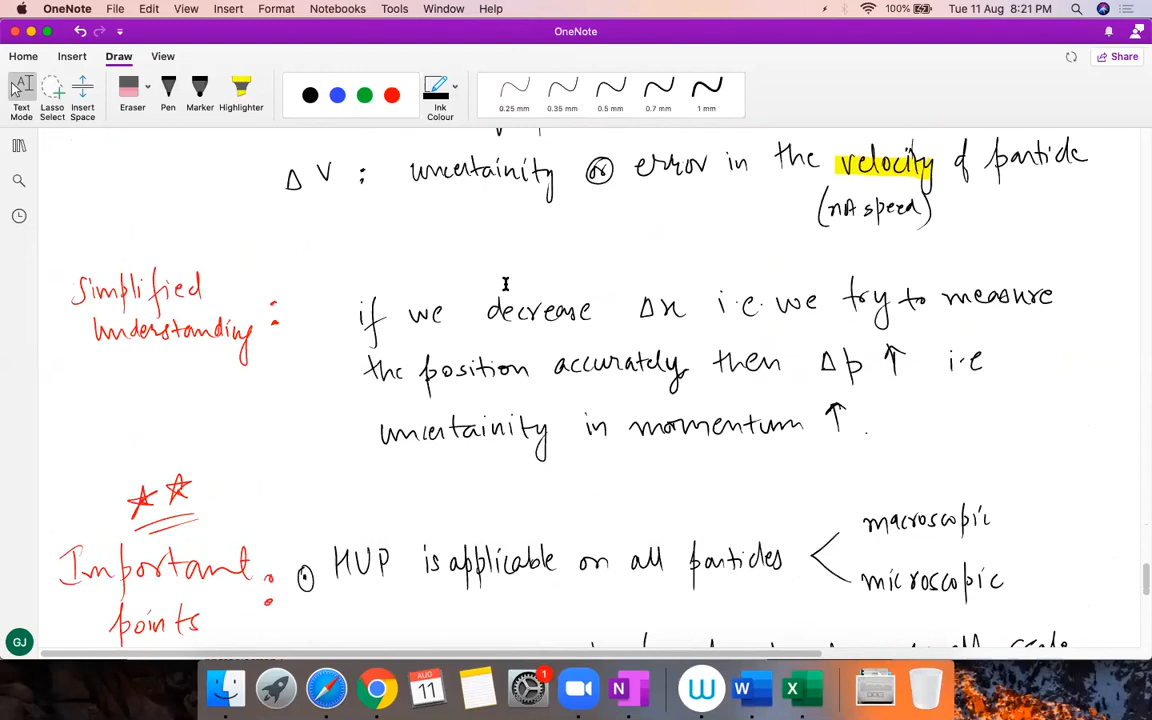 OneNote File Edit View Insert Format Notebooks Tools Window Help 100% Tue 11 Aug 8:21 PM
OneNote
Home Insert Draw View Share
Text Mode Lasso Select Insert Space Eraser Pen Marker Highlighter Ink Colour 0.25 mm 0.35 mm 0.5 mm 0.7 mm 1 mm
Δ V : uncertainity or error in the velocity of particle
(not speed)
Simplified understanding :
if we decrease Δx i.e. we try to measure
the position accurately then Δp ↑ i.e
uncertainity in momentum ↑.
Important points :
HUP is applicable on all particles
macroscopic
microscopic
GJ
AUG
11
1
N
W
W
X